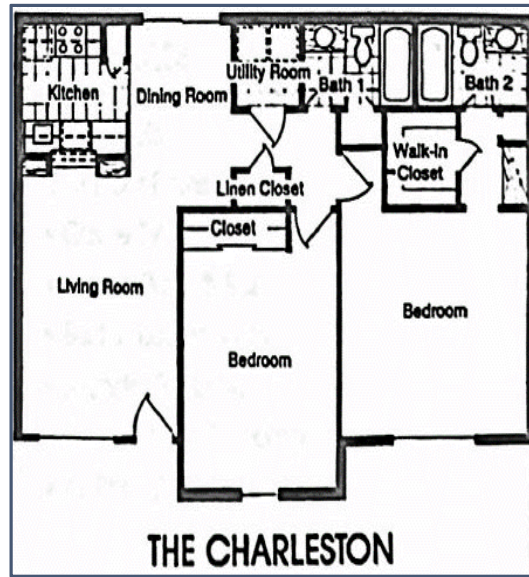 Utility Room
Bath 1
Bath 2
Kitchen
Dining Room
Walk-in
Closet
Linen Closet
Closet
Living Room
Bedroom
Bedroom
THE CHARLESTON